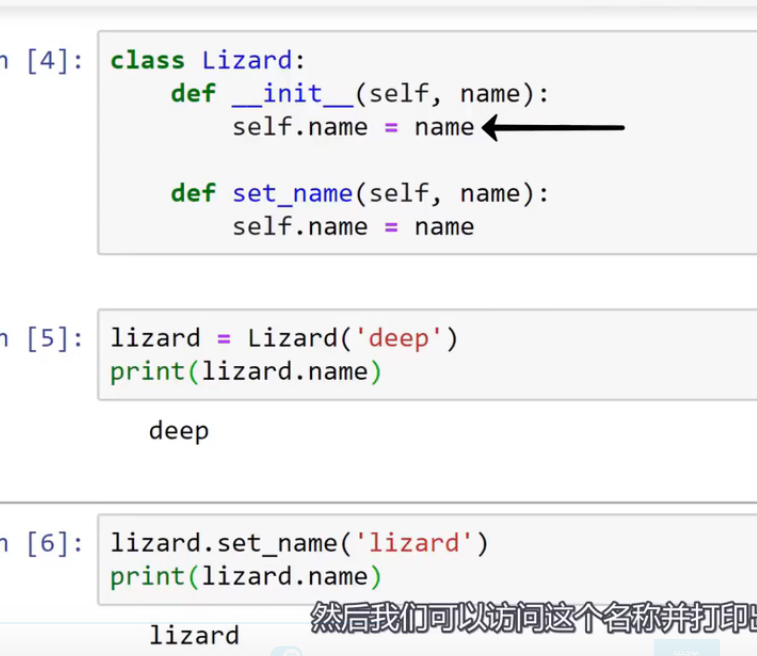 [4]:
class Lizard:
    def __init__(self, name):
        self.name = name
    def set_name(self, name):
        self.name = name
[5]:
lizard = Lizard('deep')
print(lizard.name)
deep
[6]:
lizard.set_name('lizard')
print(lizard.name)
lizard
然后我们可以访问这个名称并打印